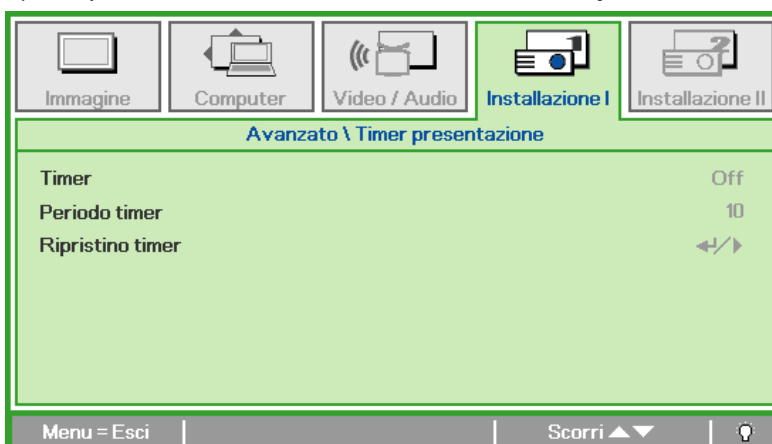 Immagine
Computer
Video / Audio
Installazione I
Installazione II
Avanzato \ Timer presentazione
Timer Off
Periodo timer 10
Ripristino timer
Menu = Esci Scorri